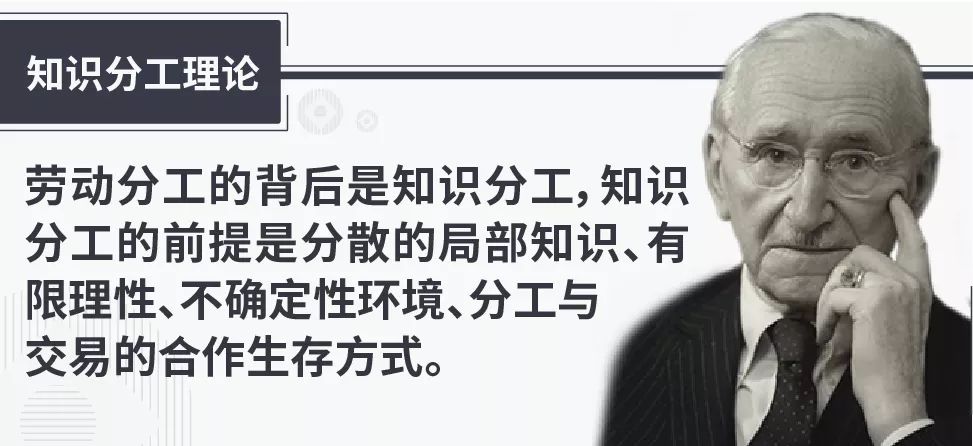 知识分工理论
劳动分工的背后是知识分工，知识
分工的前提是分散的局部知识、有
限理性、不确定性环境、分工与
交易的合作生存方式。